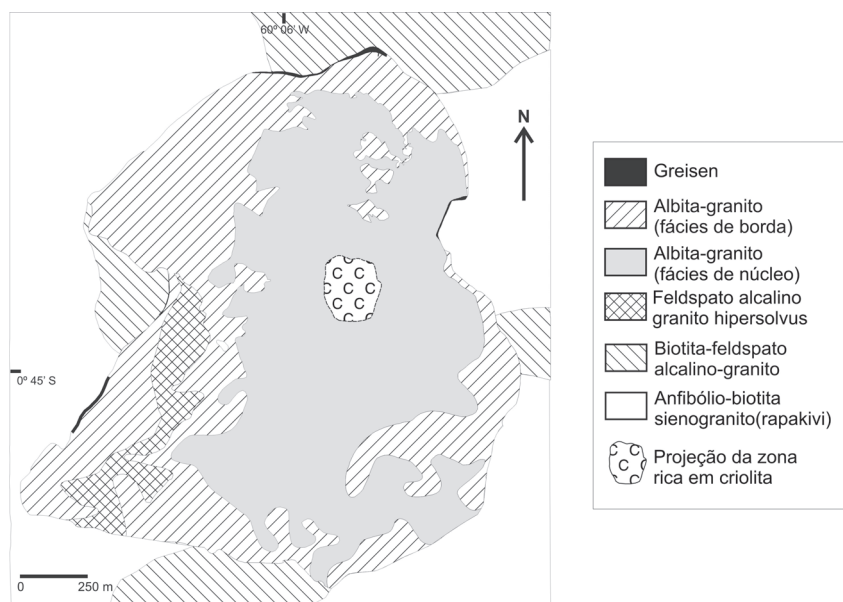 60º 06' W
N
0º 45' S
0 250 m
Greisen
Albita-granito
(fácies de borda)
Albita-granito
(fácies de núcleo)
Feldspato alcalino
granito hipersolvus
Biotita-feldspato
alcalino-granito
Anfibólio-biotita
sienogranito(rapakivi)
Projeção da zona
rica em criolita
C C
C C C
C C
C C
C
C
C